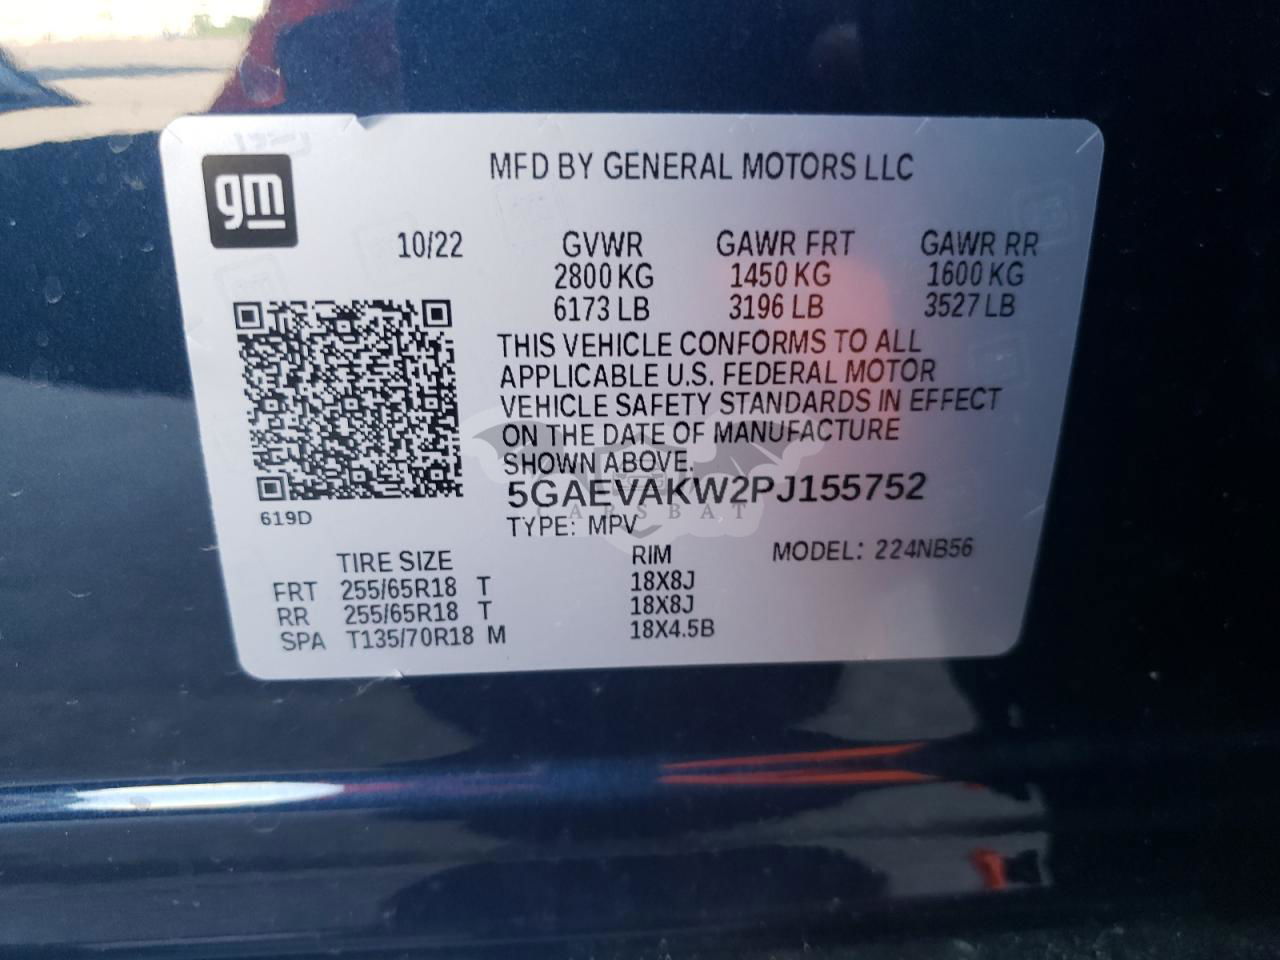 gm
MFD BY GENERAL MOTORS LLC
10/22 GVWR GAWR FRT GAWR RR
2800 KG 1450 KG 1600 KG
6173 LB 3196 LB 3527 LB
THIS VEHICLE CONFORMS TO ALL
APPLICABLE U.S. FEDERAL MOTOR
VEHICLE SAFETY STANDARDS IN EFFECT
ON THE DATE OF MANUFACTURE
SHOWN ABOVE.
5GAEVAKW2PJ155752
CARSBAT
619D
TYPE: MPV
TIRE SIZE RIM MODEL: 224NB56
FRT 255/65R18 T 18X8J
RR 255/65R18 T 18X8J
SPA T135/70R18 M 18X4.5B